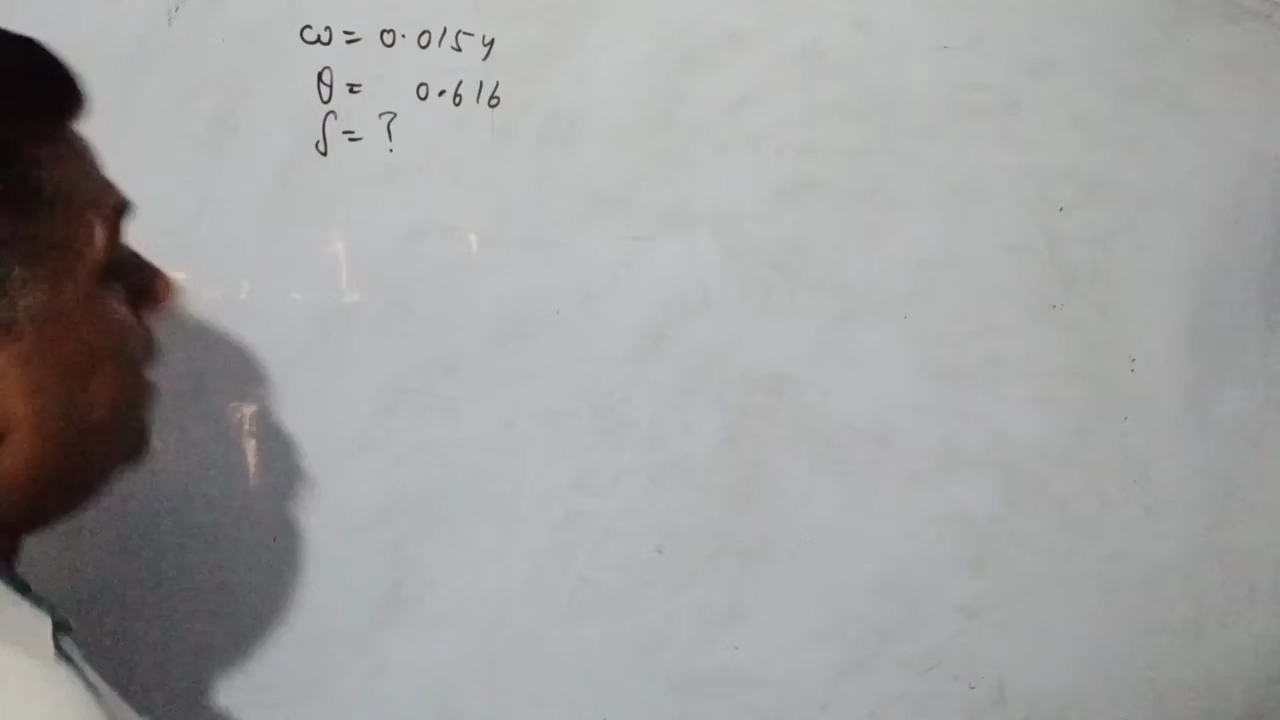 ω = 0.0154
θ = 0.616
δ = ?